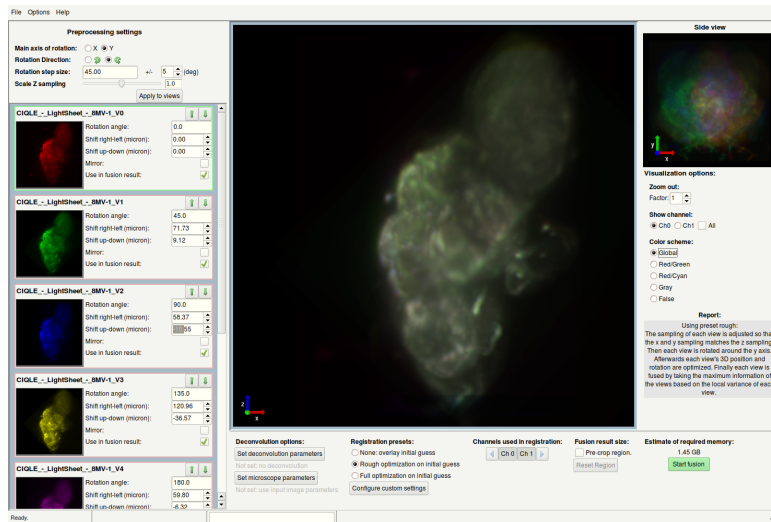 File Options Help
Preprocessing settings
Main axis of rotation: X Y
Rotation Direction:
Rotation step size: 45.00 +/- 5 (deg)
Scale Z sampling 1.0
Apply to views
CIQLE_-_LightSheet_-_8MV-1_V0
Rotation angle: 0.0
Shift right-left (micron): 0.00
Shift up-down (micron): 0.00
Mirror:
Use in fusion result:
CIQLE_-_LightSheet_-_8MV-1_V1
Rotation angle: 45.0
Shift right-left (micron): 71.73
Shift up-down (micron): 9.12
Mirror:
Use in fusion result:
CIQLE_-_LightSheet_-_8MV-1_V2
Rotation angle: 90.0
Shift right-left (micron): 58.37
Shift up-down (micron): 55
Mirror:
Use in fusion result:
CIQLE_-_LightSheet_-_8MV-1_V3
Rotation angle: 135.0
Shift right-left (micron): 120.96
Shift up-down (micron): -36.57
Mirror:
Use in fusion result:
CIQLE_-_LightSheet_-_8MV-1_V4
Rotation angle: 180.0
Shift right-left (micron): 59.80
Shift up-down (micron): -6.32
Ready.
z
x
Deconvolution options:
Set deconvolution parameters
Not set: no deconvolution
Set microscope parameters
Not set: use input image parameters
Registration presets:
None: overlay initial guess
Rough optimization on initial guess
Full optimization on initial guess
Configure custom settings
Channels used in registration:
Ch 0 Ch 1
Fusion result size:
Pre-crop region.
Reset Region
Estimate of required memory:
1.45 GB
Start fusion
Side view
y
x
Visualization options:
Zoom out:
Factor: 1
Show channel:
Ch0 Ch1 All
Color scheme:
Global
Red/Green
Red/Cyan
Gray
False
Report:
Using preset rough:
The sampling of each view is adjusted so tha
the x and y sampling matches the z sampling
Then each view is rotated around the y axis.
Afterwards each view's 3D position and
rotation are optimized. Finally each view is
fused by taking the maximum information of
the views based on the local variance of eac
view.